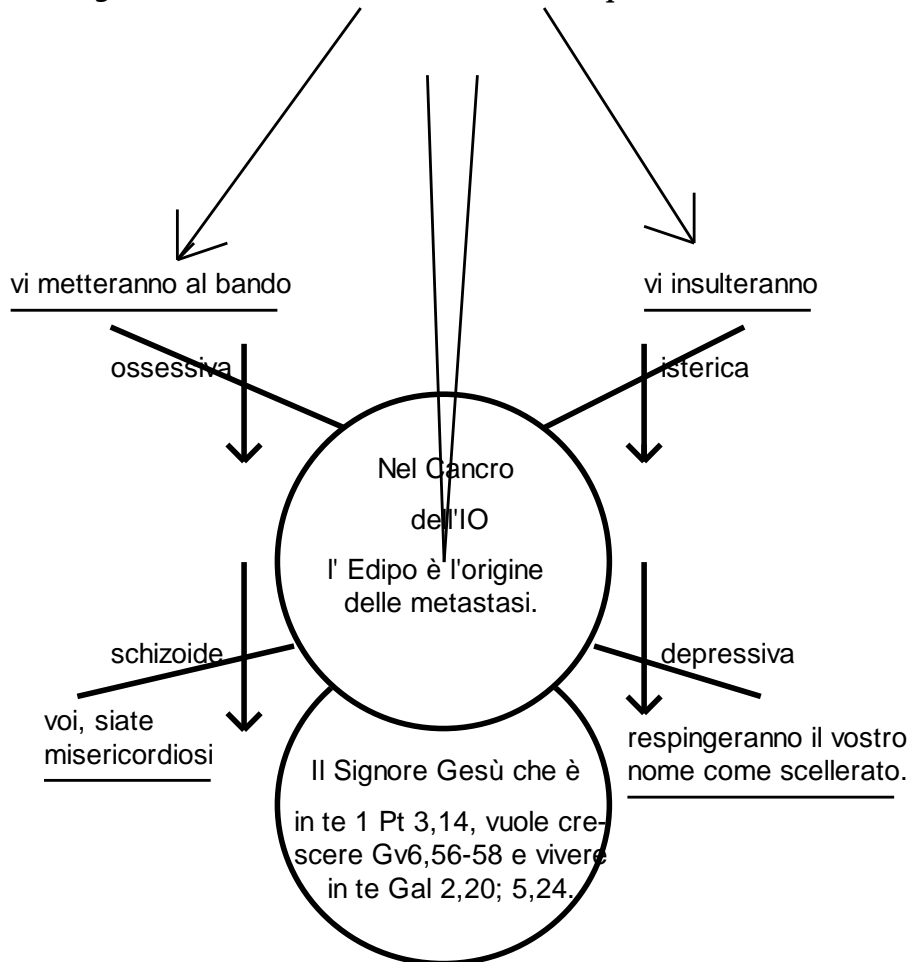 vi metteranno al bando
vi insulteranno
ossessiva
isterica
Nel Cancro
dell'IO
l' Edipo è l'origine
delle metastasi.
schizoide
depressiva
voi, siate
misericordiosi
respingeranno il vostro
nome come scellerato.
Il Signore Gesù che è
in te 1 Pt 3,14, vuole cre-
scere Gv6,56-58 e vivere
in te Gal 2,20; 5,24.